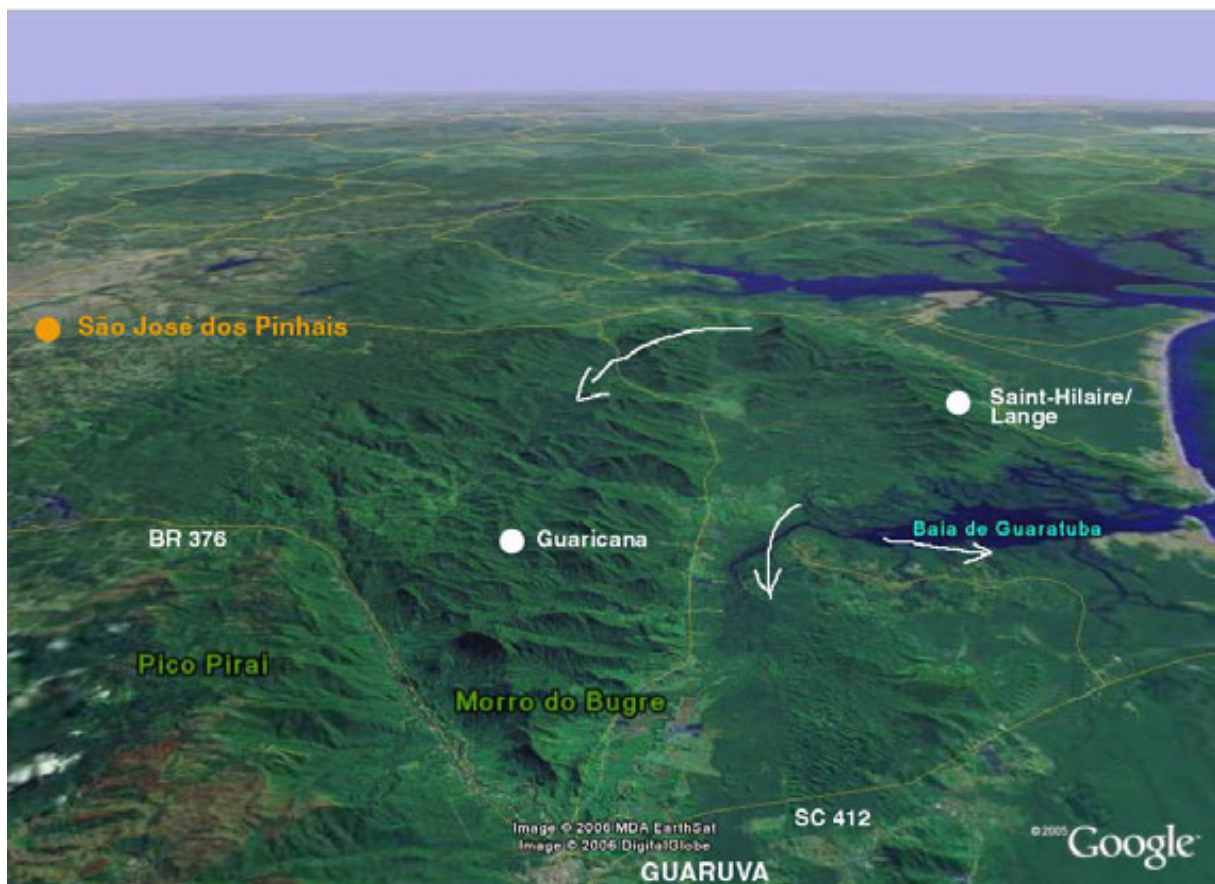 São José dos Pinhais
Saint-Hilaire/
Lange
BR 376
Guaricana
Baia de Guaratuba
Pico Pirai
Morro do Bugre
SC 412
Image © 2006 MDA EarthSat
Image © 2006 DigitalGlobe
© 2005 Google
GUARUVA